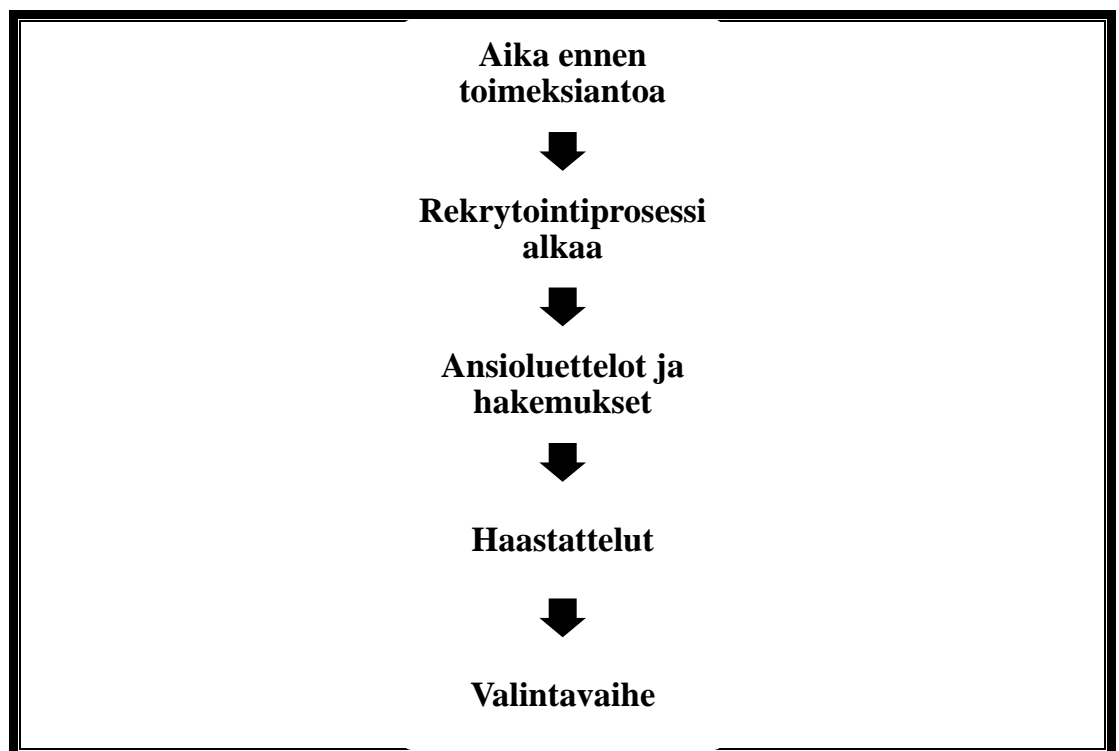 Aika ennen
toimeksiantoa
Rekrytointiprosessi
alkaa
Ansioluettelot ja
hakemukset
Haastattelut
Valintavaihe